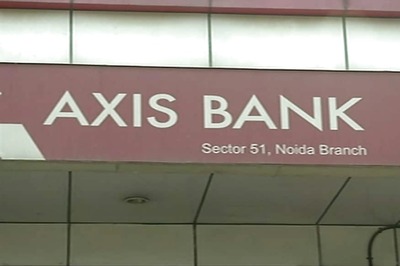 AXIS BANK
Sector 51, Noida Branch